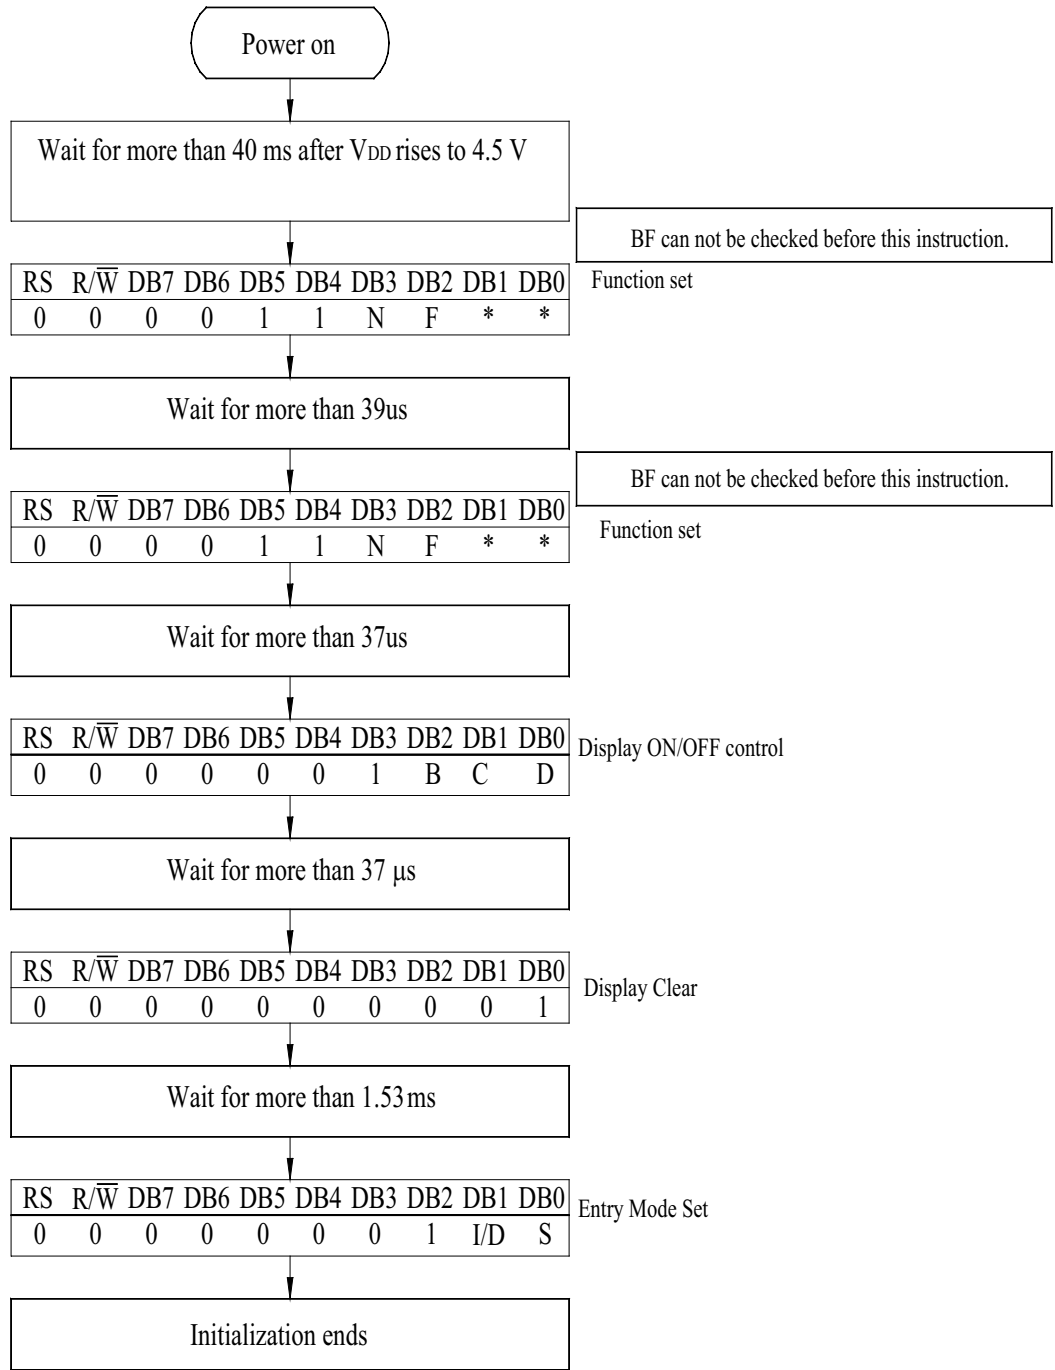 Power on
Wait for more than 40 ms after VDD rises to 4.5 V
BF can not be checked before this instruction.
RS R/W̅ DB7 DB6 DB5 DB4 DB3 DB2 DB1 DB0
Function set
0 0 0 0 1 1 N F * *
Wait for more than 39us
BF can not be checked before this instruction.
RS R/W̅ DB7 DB6 DB5 DB4 DB3 DB2 DB1 DB0
Function set
0 0 0 0 1 1 N F * *
Wait for more than 37us
RS R/W̅ DB7 DB6 DB5 DB4 DB3 DB2 DB1 DB0
Display ON/OFF control
0 0 0 0 0 0 1 B C D
Wait for more than 37 μs
RS R/W̅ DB7 DB6 DB5 DB4 DB3 DB2 DB1 DB0
Display Clear
0 0 0 0 0 0 0 0 0 1
Wait for more than 1.53ms
RS R/W̅ DB7 DB6 DB5 DB4 DB3 DB2 DB1 DB0
Entry Mode Set
0 0 0 0 0 0 0 1 I/D S
Initialization ends